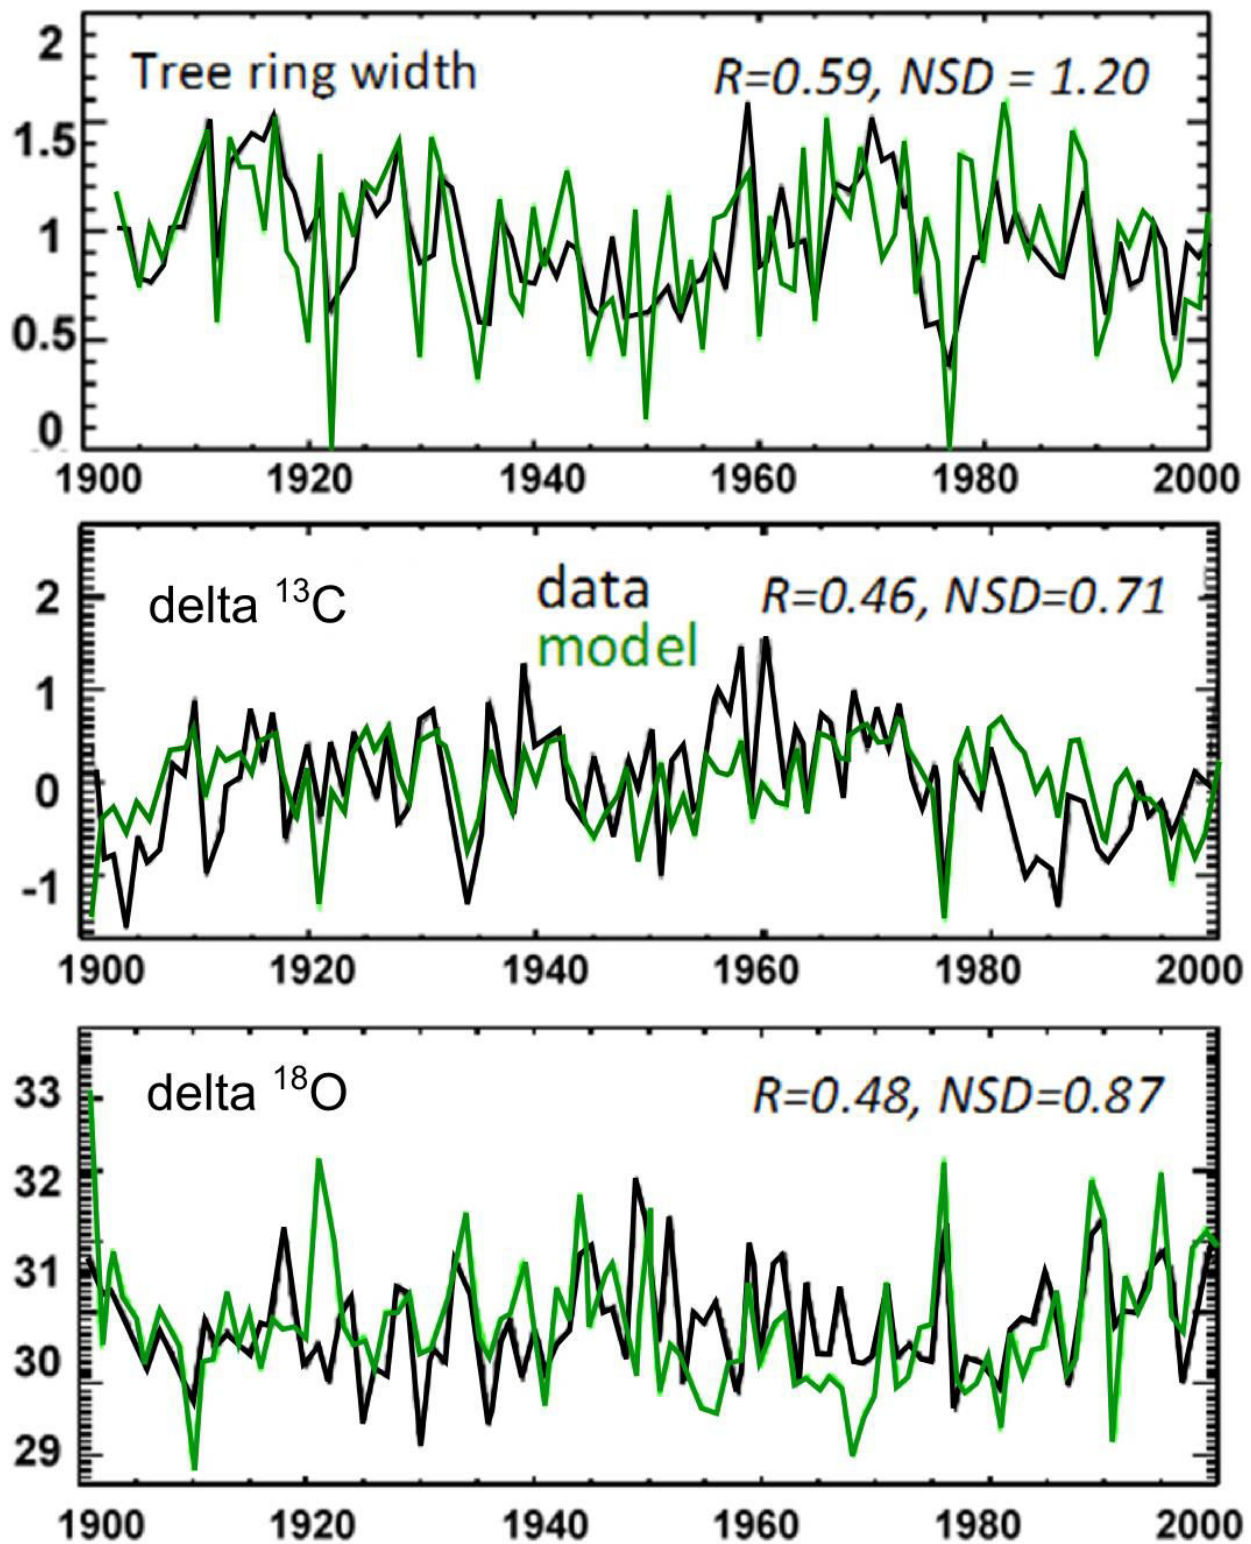 2
Tree ring width
R=0.59, NSD = 1.20
1.5
1
0.5
0
1900 1920 1940 1960 1980 2000
delta ¹³C
data
model
R=0.46, NSD=0.71
2
1
0
-1
1900 1920 1940 1960 1980 2000
delta ¹⁸O
R=0.48, NSD=0.87
33
32
31
30
29
1900 1920 1940 1960 1980 2000